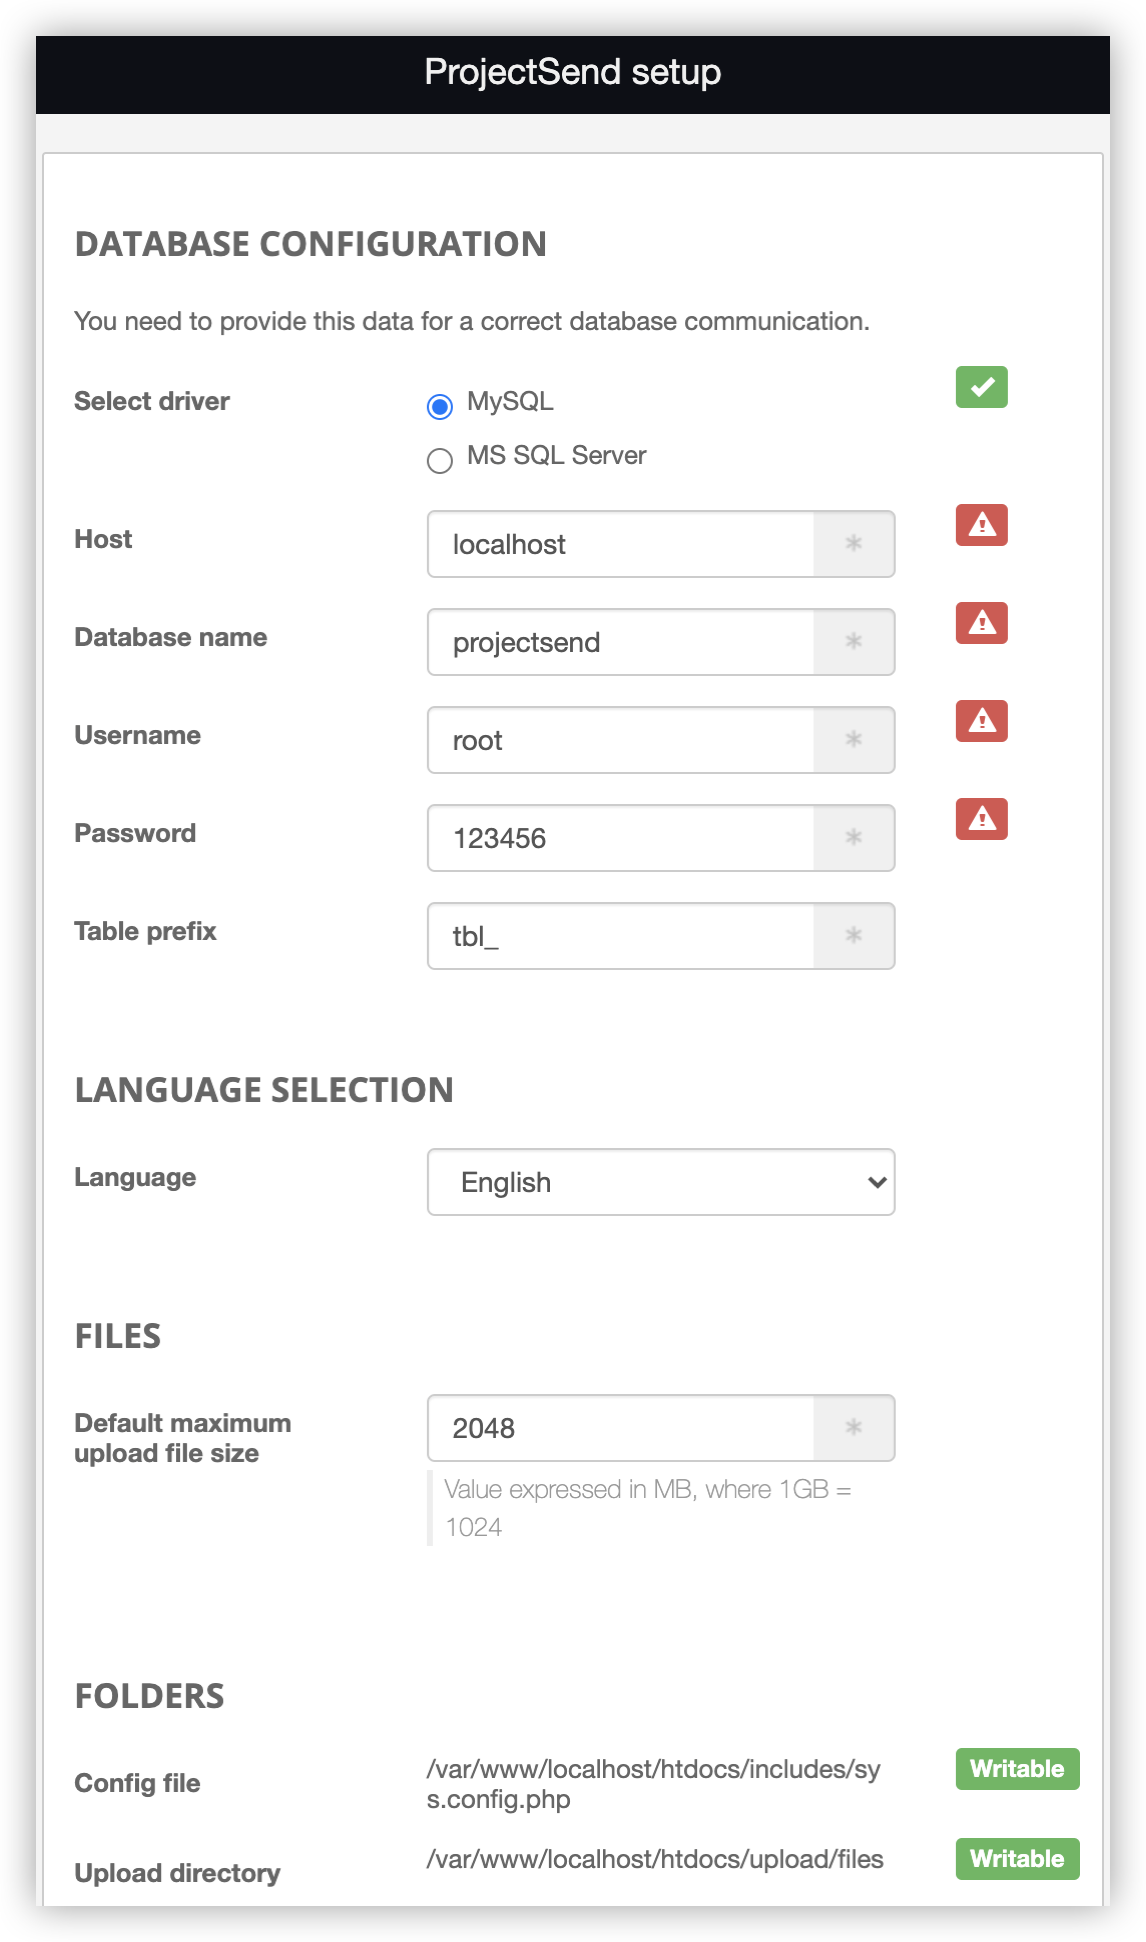 ProjectSend setup
DATABASE CONFIGURATION
You need to provide this data for a correct database communication.
Select driver
MySQL
MS SQL Server
Host
localhost
*
Database name
projectsend
*
Username
root
*
Password
123456
*
Table prefix
tbl_
*
LANGUAGE SELECTION
Language
English
FILES
Default maximum
upload file size
2048
*
Value expressed in MB, where 1GB =
1024
FOLDERS
Config file
/var/www/localhost/htdocs/includes/sy
s.config.php
Writable
Upload directory
/var/www/localhost/htdocs/upload/files
Writable